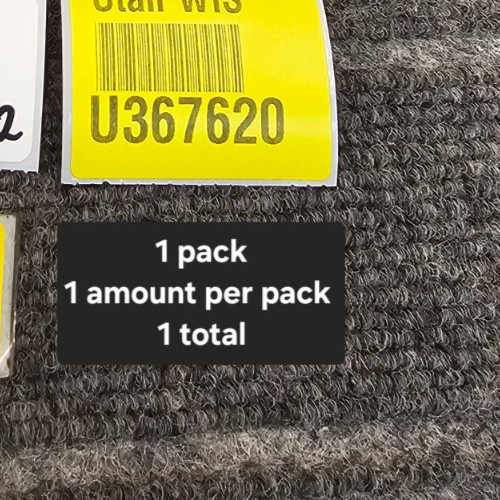 U367620
1 pack
1 amount per pack
1 total